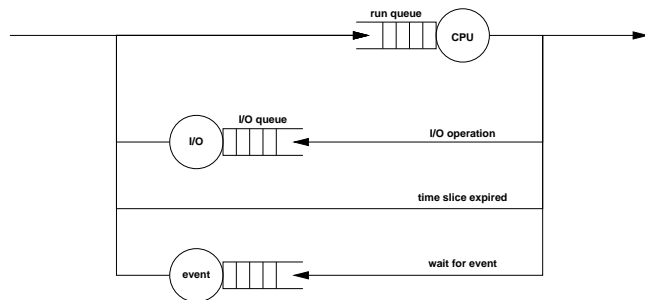 run queue
CPU
I/O queue
I/O
I/O operation
time slice expired
event
wait for event